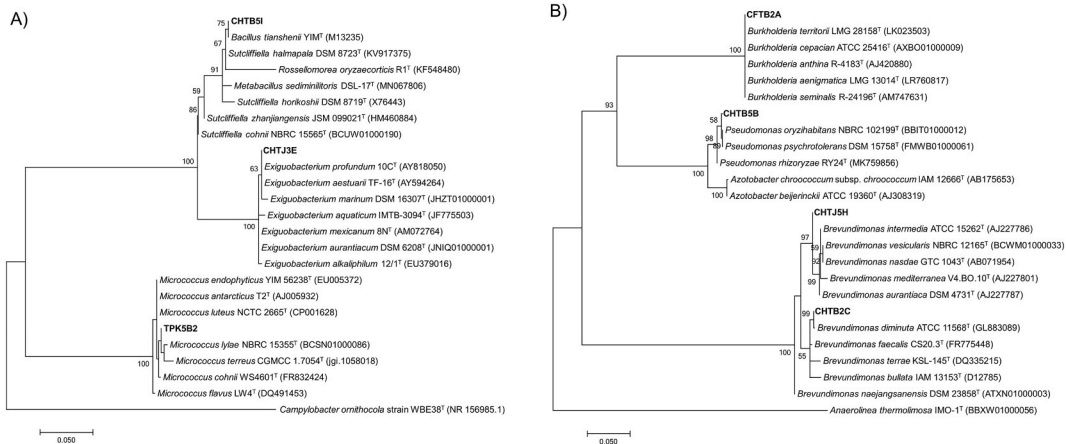 A)
CHTB5I
Bacillus tianshenii YIMᵀ (M13235)
Sutcliffiella halmapala DSM 8723ᵀ (KV917375)
Rossellomorea oryzaecorticis R1ᵀ (KF548480)
Metabacillus sediminilitoris DSL-17ᵀ (MN067806)
Sutcliffiella horikoshii DSM 8719ᵀ (X76443)
Sutcliffiella zhanjiangensis JSM 099021ᵀ (HM460884)
Sutcliffiella cohnii NBRC 15565ᵀ (BCUW01000190)
CHTJ3E
Exiguobacterium profundum 10Cᵀ (AY818050)
Exiguobacterium aestuarii TF-16ᵀ (AY594264)
Exiguobacterium marinum DSM 16307ᵀ (JHZT01000001)
Exiguobacterium aquaticum IMTB-3094ᵀ (JF775503)
Exiguobacterium mexicanum 8Nᵀ (AM072764)
Exiguobacterium aurantiacum DSM 6208ᵀ (JNIQ01000001)
Exiguobacterium alkaliphilum 12/1ᵀ (EU379016)
Micrococcus endophyticus YIM 56238ᵀ (EU005372)
Micrococcus antarcticus T2ᵀ (AJ005932)
Micrococcus luteus NCTC 2665ᵀ (CP001628)
TPK5B2
Micrococcus lylae NBRC 15355ᵀ (BCSN01000086)
Micrococcus terreus CGMCC 1.7054ᵀ (jgi.1058018)
Micrococcus cohnii WS4601ᵀ (FR832424)
Micrococcus flavus LW4ᵀ (DQ491453)
Campylobacter ornithocola strain WBE38ᵀ (NR 156985.1)
75
67
91
59
86
100
63
100
100
0.050
B)
CFTB2A
Burkholderia territorii LMG 28158ᵀ (LK023503)
Burkholderia cepacian ATCC 25416ᵀ (AXBO01000009)
Burkholderia anthina R-4183ᵀ (AJ420880)
Burkholderia aenigmatica LMG 13014ᵀ (LR760817)
Burkholderia seminalis R-24196ᵀ (AM747631)
CHTB5B
Pseudomonas oryzihabitans NBRC 102199ᵀ (BBIT01000012)
Pseudomonas psychrotolerans DSM 15758ᵀ (FMWB01000061)
Pseudomonas rhizoryzae RY24ᵀ (MK759856)
Azotobacter chroococcum subsp. chroococcum IAM 12666ᵀ (AB175653)
Azotobacter beijerinckii ATCC 19360ᵀ (AJ308319)
CHTJ5H
Brevundimonas intermedia ATCC 15262ᵀ (AJ227786)
Brevundimonas vesicularis NBRC 12165ᵀ (BCWM01000033)
Brevundimonas nasdae GTC 1043ᵀ (AB071954)
Brevundimonas mediterranea V4.BO.10ᵀ (AJ227801)
Brevundimonas aurantiaca DSM 4731ᵀ (AJ227787)
CHTB2C
Brevundimonas diminuta ATCC 11568ᵀ (GL883089)
Brevundimonas faecalis CS20.3ᵀ (FR775448)
Brevundimonas terrae KSL-145ᵀ (DQ335215)
Brevundimonas bullata IAM 13153ᵀ (D12785)
Brevundimonas naejangsanensis DSM 23858ᵀ (ATXN01000003)
Anaerolinea thermolimosa IMO-1ᵀ (BBXW01000056)
100
93
58
98
89
100
97
59
92
99
99
55
100
0.050